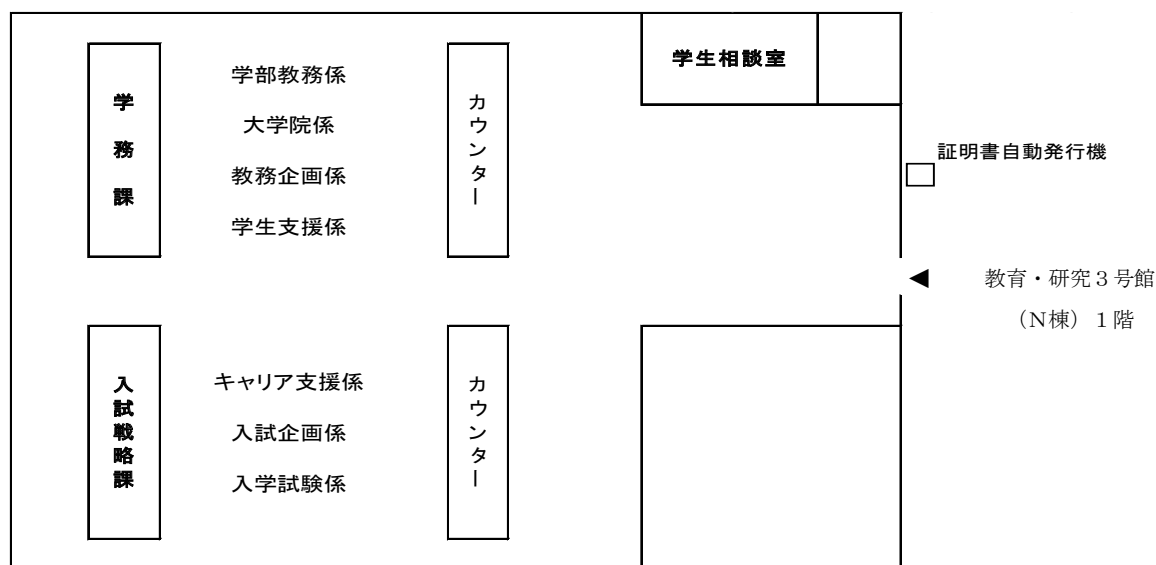 学務課
学部教務係
大学院係
教務企画係
学生支援係
カウンター
学生相談室
証明書自動発行機
◀ 教育・研究３号館
（N棟）１階
入試戦略課
キャリア支援係
入試企画係
入学試験係
カウンター